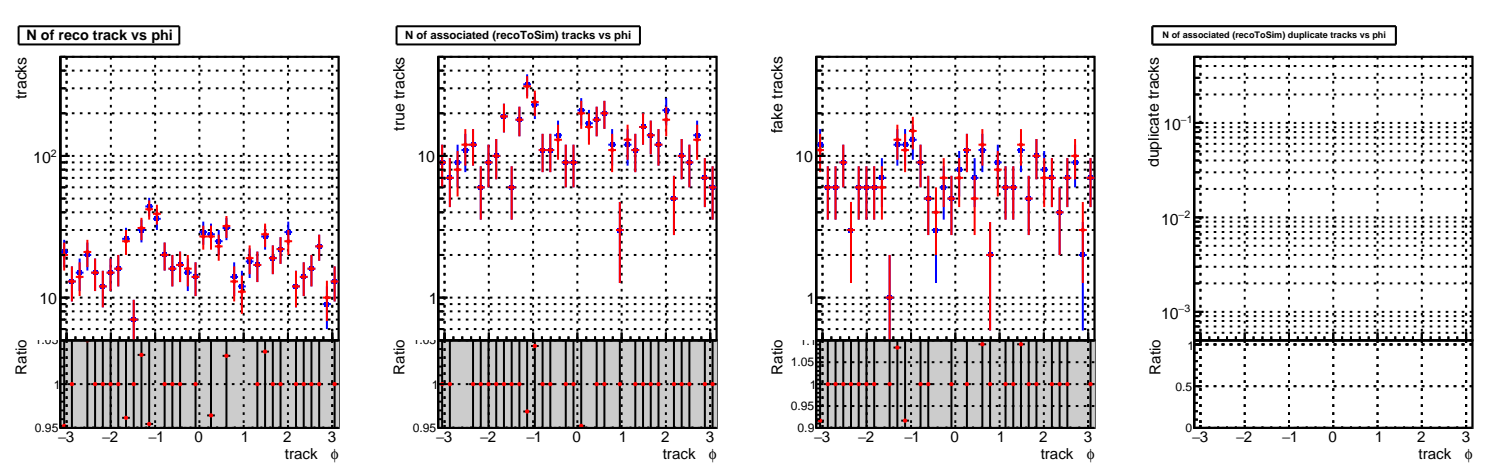 N of reco track vs phi
tracks
10²
10
Ratio
1.05
1
0.95
−3 −2 −1 0 1 2 3
track ϕ
N of associated (recoToSim) tracks vs phi
true tracks
10
1
Ratio
1.05
1
0.95
−3 −2 −1 0 1 2 3
track ϕ
fake tracks
10
1
Ratio
1.1
1.05
1
0.95
0.9
−3 −2 −1 0 1 2 3
track ϕ
N of associated (recoToSim) duplicate tracks vs phi
duplicate tracks
10⁻¹
10⁻²
10⁻³
Ratio
1
0.5
0
−3 −2 −1 0 1 2 3
track ϕ